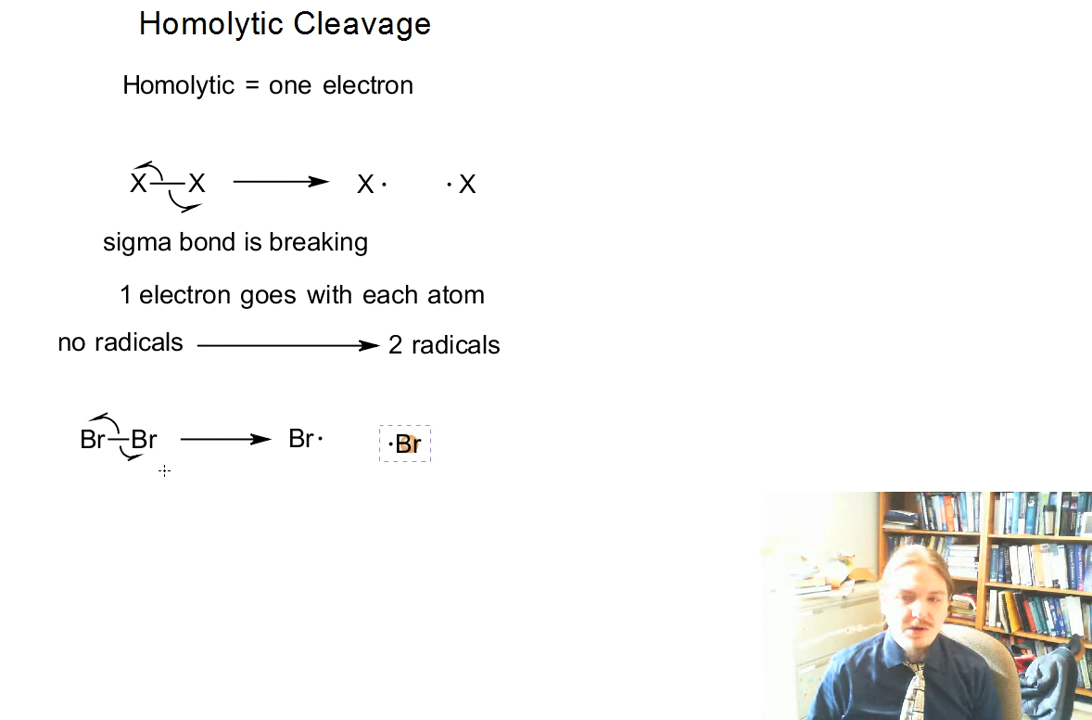 Homolytic Cleavage
Homolytic = one electron
X—X X· ·X
sigma bond is breaking
1 electron goes with each atom
no radicals 2 radicals
Br—Br Br· ·Br